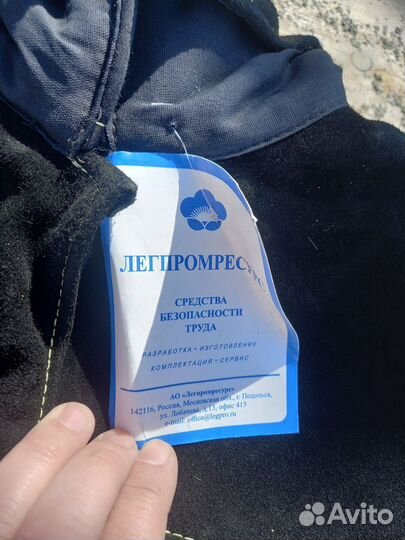 ЛЕГПРОМРЕСУРС
СРЕДСТВА
БЕЗОПАСНОСТИ
ТРУДА
РАЗРАБОТКА • ИЗГОТОВЛЕНИЕ
КОМПЛЕКТАЦИЯ • СЕРВИС
АО «Легпромресурс»
142116, Россия, Московская обл., г. Подольск,
ул. Лобачева, д.13, офис 415
e-mail: office@legpro.ru
Avito